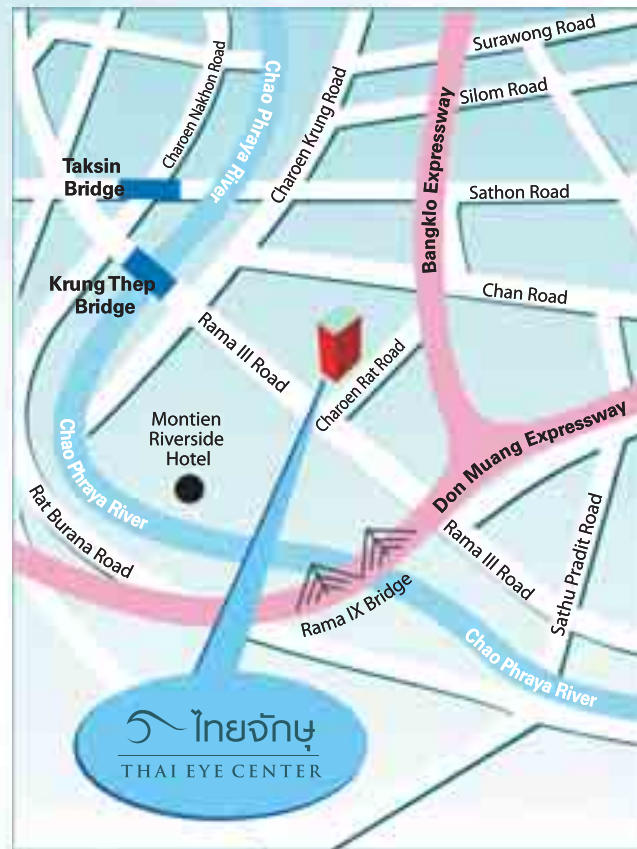 Surawong Road
Silom Road
Charoen Nakhon Road
Chao Phraya River
Charoen Krung Road
Bangklo Expressway
Taksin
Bridge
Sathon Road
Krung Thep
Bridge
Chan Road
Rama III Road
Charoen Rat Road
Montien
Riverside
Hotel
Don Muang Expressway
Chao Phraya River
Rat Burana Road
Rama III Road
Sathu Pradit Road
Rama IX Bridge
Chao Phraya River
ไทยจักษุ
THAI EYE CENTER